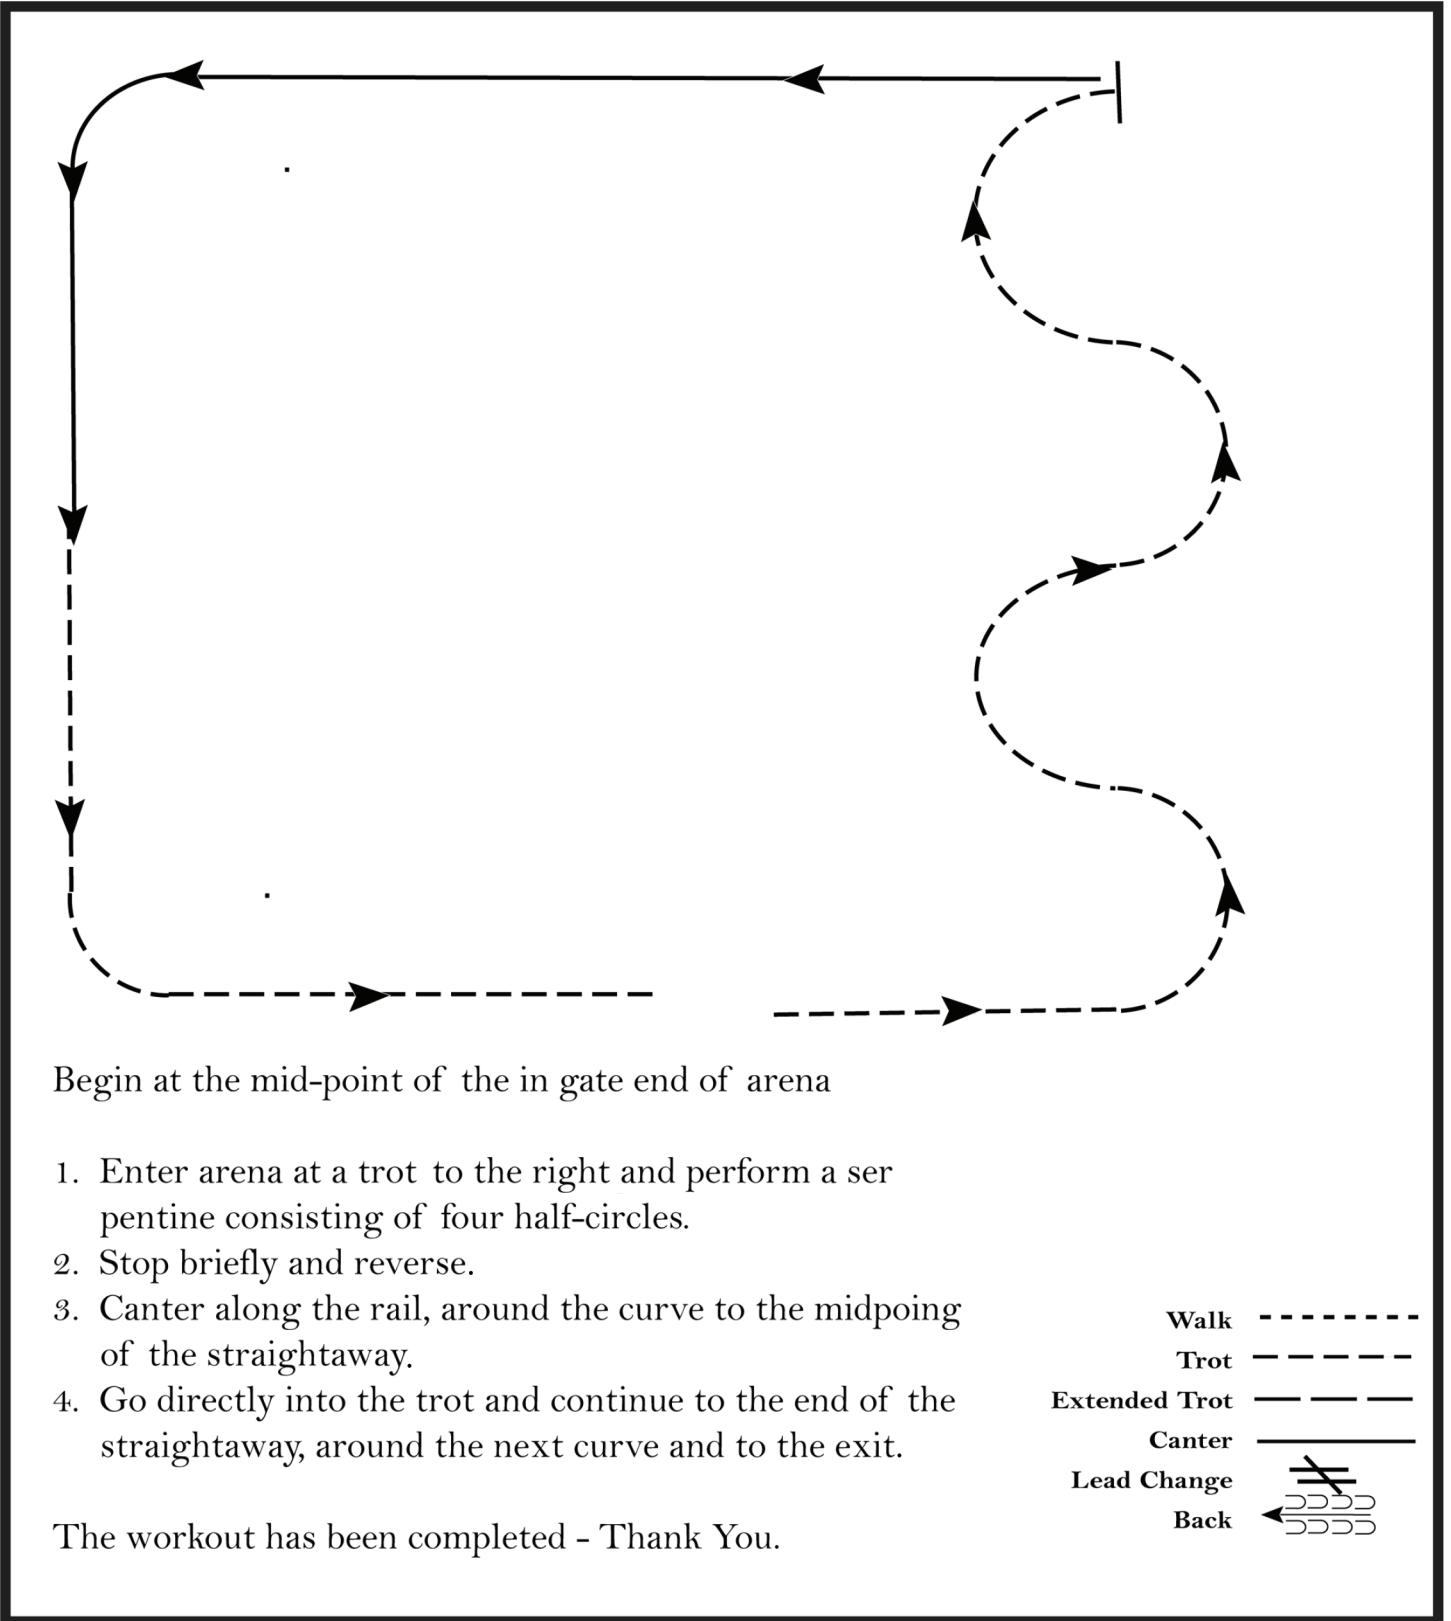 Begin at the mid-point of the in gate end of arena
1. Enter arena at a trot to the right and perform a ser
pentine consisting of four half-circles.
2. Stop briefly and reverse.
3. Canter along the rail, around the curve to the midpoing
of the straightaway.
4. Go directly into the trot and continue to the end of the
straightaway, around the next curve and to the exit.
The workout has been completed - Thank You.
Walk
Trot
Extended Trot
Canter
Lead Change
Back